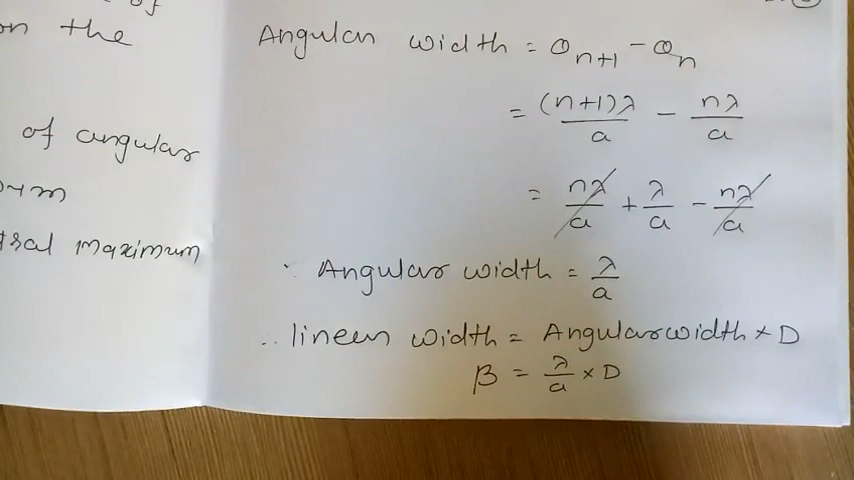 on the
of angular
maximum
Angular width = θn+1 - θn
= (n+1)λ/a - nλ/a
= nλ/a + λ/a - nλ/a
∴ Angular width = λ/a
∴ linear width = Angular width × D
β = λ/a × D